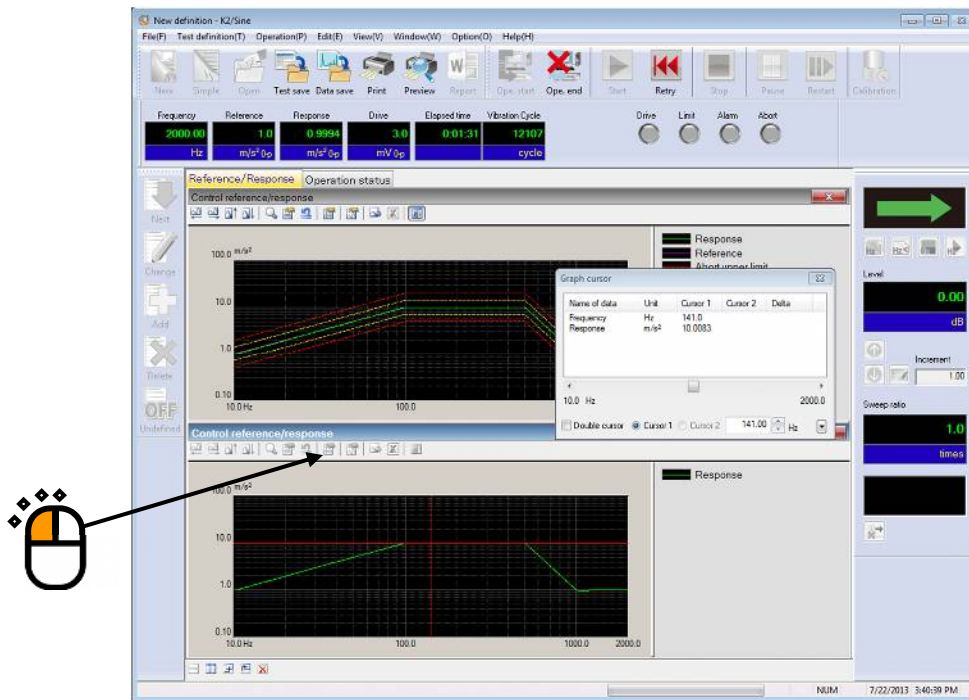 New definition - K2/Sine
File(F) Test definition(T) Operation(P) Edit(E) View(V) Window(W) Option(O) Help(H)
New Simple Open Test save Data save Print Preview Report Ope. start Ope. end Start Retry Stop Pause Restart Calibration
Frequency Reference Response Drive Elapsed time Vibration Cycle Drive Limit Alarm Abort
2000.00 1.0 0.9994 3.0 0:01:31 12107
Hz m/s² 0-p m/s² 0-p mV 0-p cycle
Reference/Response Operation status
Control reference/response
Next
Change
Add
Delete
OFF
Undefined
100.0 m/s²
10.0
1.0
0.10
10.0 Hz 100.0
Response
Reference
Abort upper limit
Graph cursor
Name of data Unit Cursor 1 Cursor 2 Delta
Frequency Hz 141.0
Response m/s² 10.0083
10.0 Hz 2000.0
Double cursor Cursor 1 Cursor 2 141.00 Hz
Control reference/response
100.0 m/s²
10.0
1.0
0.10
10.0 Hz 100.0 1000.0 2000.0
Response
Level
0.00
dB
Increment
1.00
Sweep ratio
1.0
times
NUM 7/22/2013 3:40:39 PM